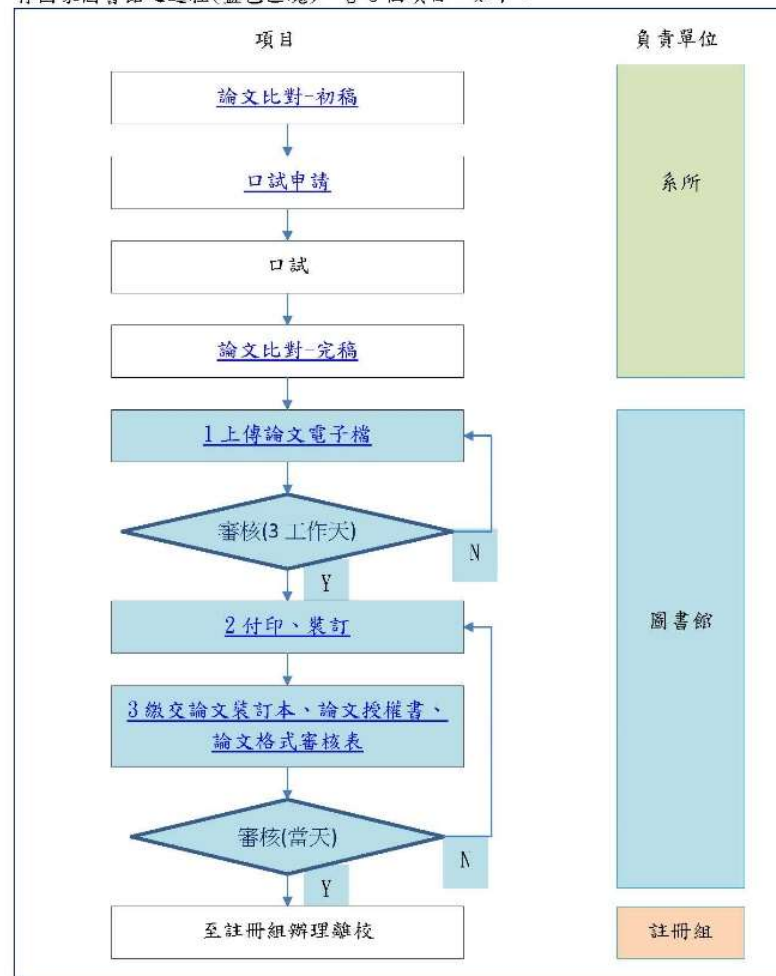 項目
負責單位
論文比對-初稿
口試申請
系所
口試
論文比對-完稿
1 上傳論文電子檔
審核(3 工作天)
N
Y
2 付印、裝訂
圖書館
3 繳交論文裝訂本、論文授權書、
論文格式審核表
審核(當天)
N
Y
至註冊組辦理離校
註冊組